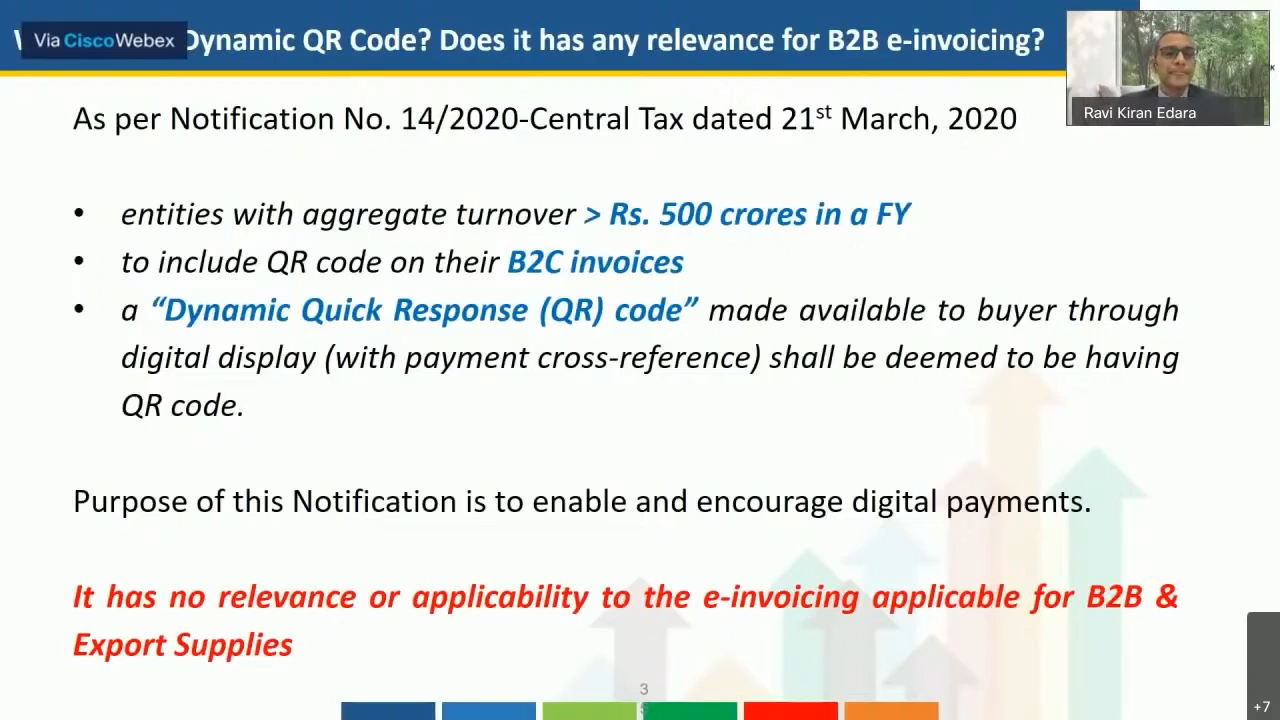 Via CiscoWebex
Dynamic QR Code? Does it has any relevance for B2B e-invoicing?
Ravi Kiran Edara
As per Notification No. 14/2020-Central Tax dated 21st March, 2020
• entities with aggregate turnover > Rs. 500 crores in a FY
• to include QR code on their B2C invoices
• a “Dynamic Quick Response (QR) code” made available to buyer through
digital display (with payment cross-reference) shall be deemed to be having
QR code.
Purpose of this Notification is to enable and encourage digital payments.
It has no relevance or applicability to the e-invoicing applicable for B2B &
Export Supplies
3
+7